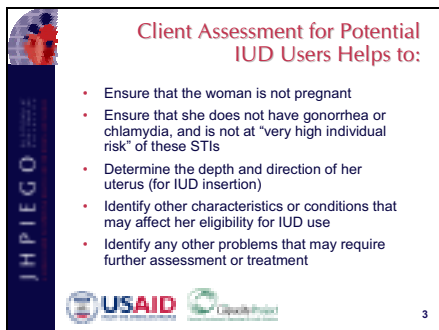 Client Assessment for Potential
IUD Users Helps to:
• Ensure that the woman is not pregnant
• Ensure that she does not have gonorrhea or
chlamydia, and is not at “very high individual
risk” of these STIs
• Determine the depth and direction of her
uterus (for IUD insertion)
• Identify other characteristics or conditions that
may affect her eligibility for IUD use
• Identify any other problems that may require
further assessment or treatment
JHPIEGO
USAID
CapacityProject
3